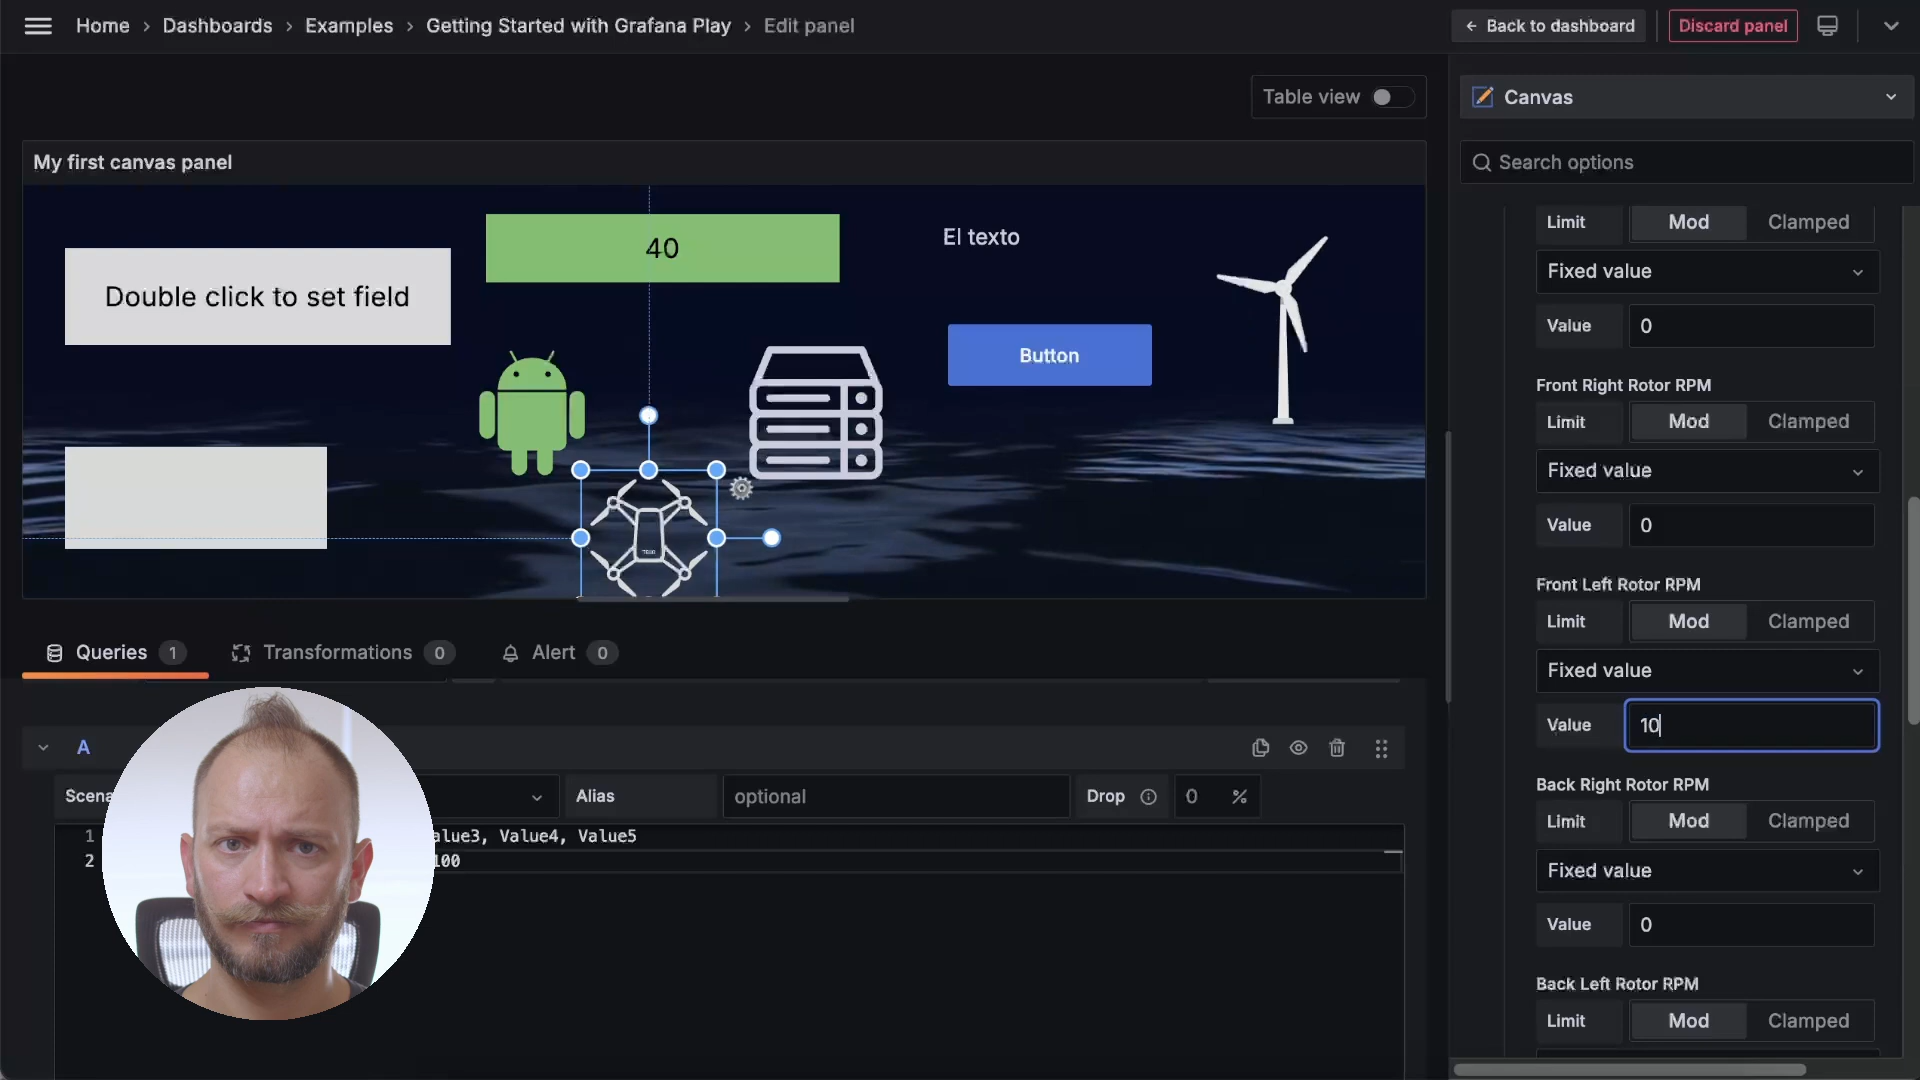 Home › Dashboards › Examples › Getting Started with Grafana Play › Edit panel
← Back to dashboard
Discard panel
Table view
Canvas
Search options
My first canvas panel
Double click to set field
40
El texto
Button
Limit Mod Clamped
Fixed value
Value 0
Front Right Rotor RPM
Limit Mod Clamped
Fixed value
Value 0
Front Left Rotor RPM
Limit Mod Clamped
Fixed value
Value 10
Back Right Rotor RPM
Limit Mod Clamped
Fixed value
Value 0
Back Left Rotor RPM
Limit Mod Clamped
Queries 1
Transformations 0
Alert 0
A
Alias optional Drop 0 %
1 Value4, Value5
2 100